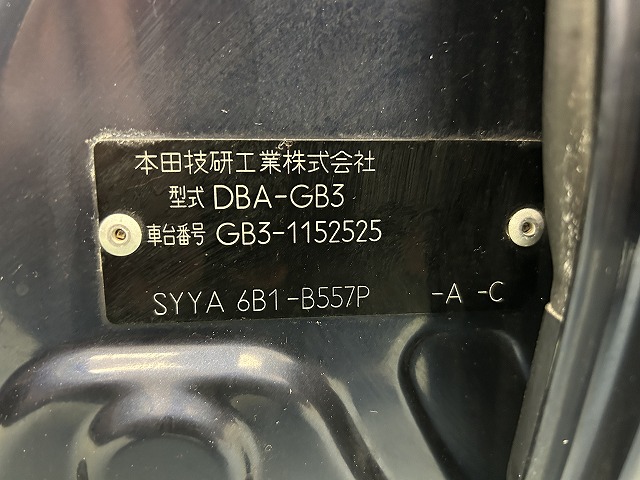 本田技研工業株式会社
型式 DBA-GB3
車台番号 GB3-1152525
SYYA 6B1-B557P -A -C